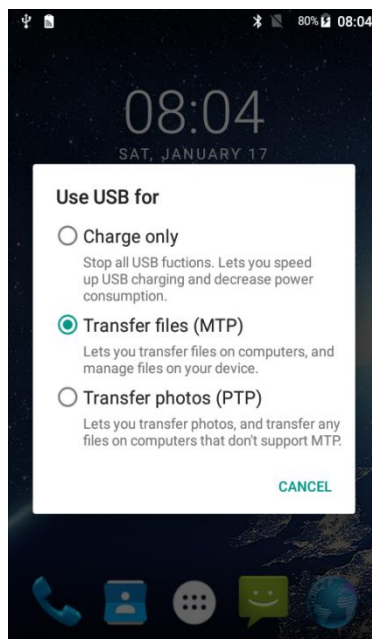 80% 08:04
08:04
SAT, JANUARY 17
Use USB for
Charge only
Stop all USB fuctions. Lets you speed
up USB charging and decrease power
consumption.
Transfer files (MTP)
Lets you transfer files on computers, and
manage files on your device.
Transfer photos (PTP)
Lets you transfer photos, and transfer any
files on computers that don't support MTP.
CANCEL